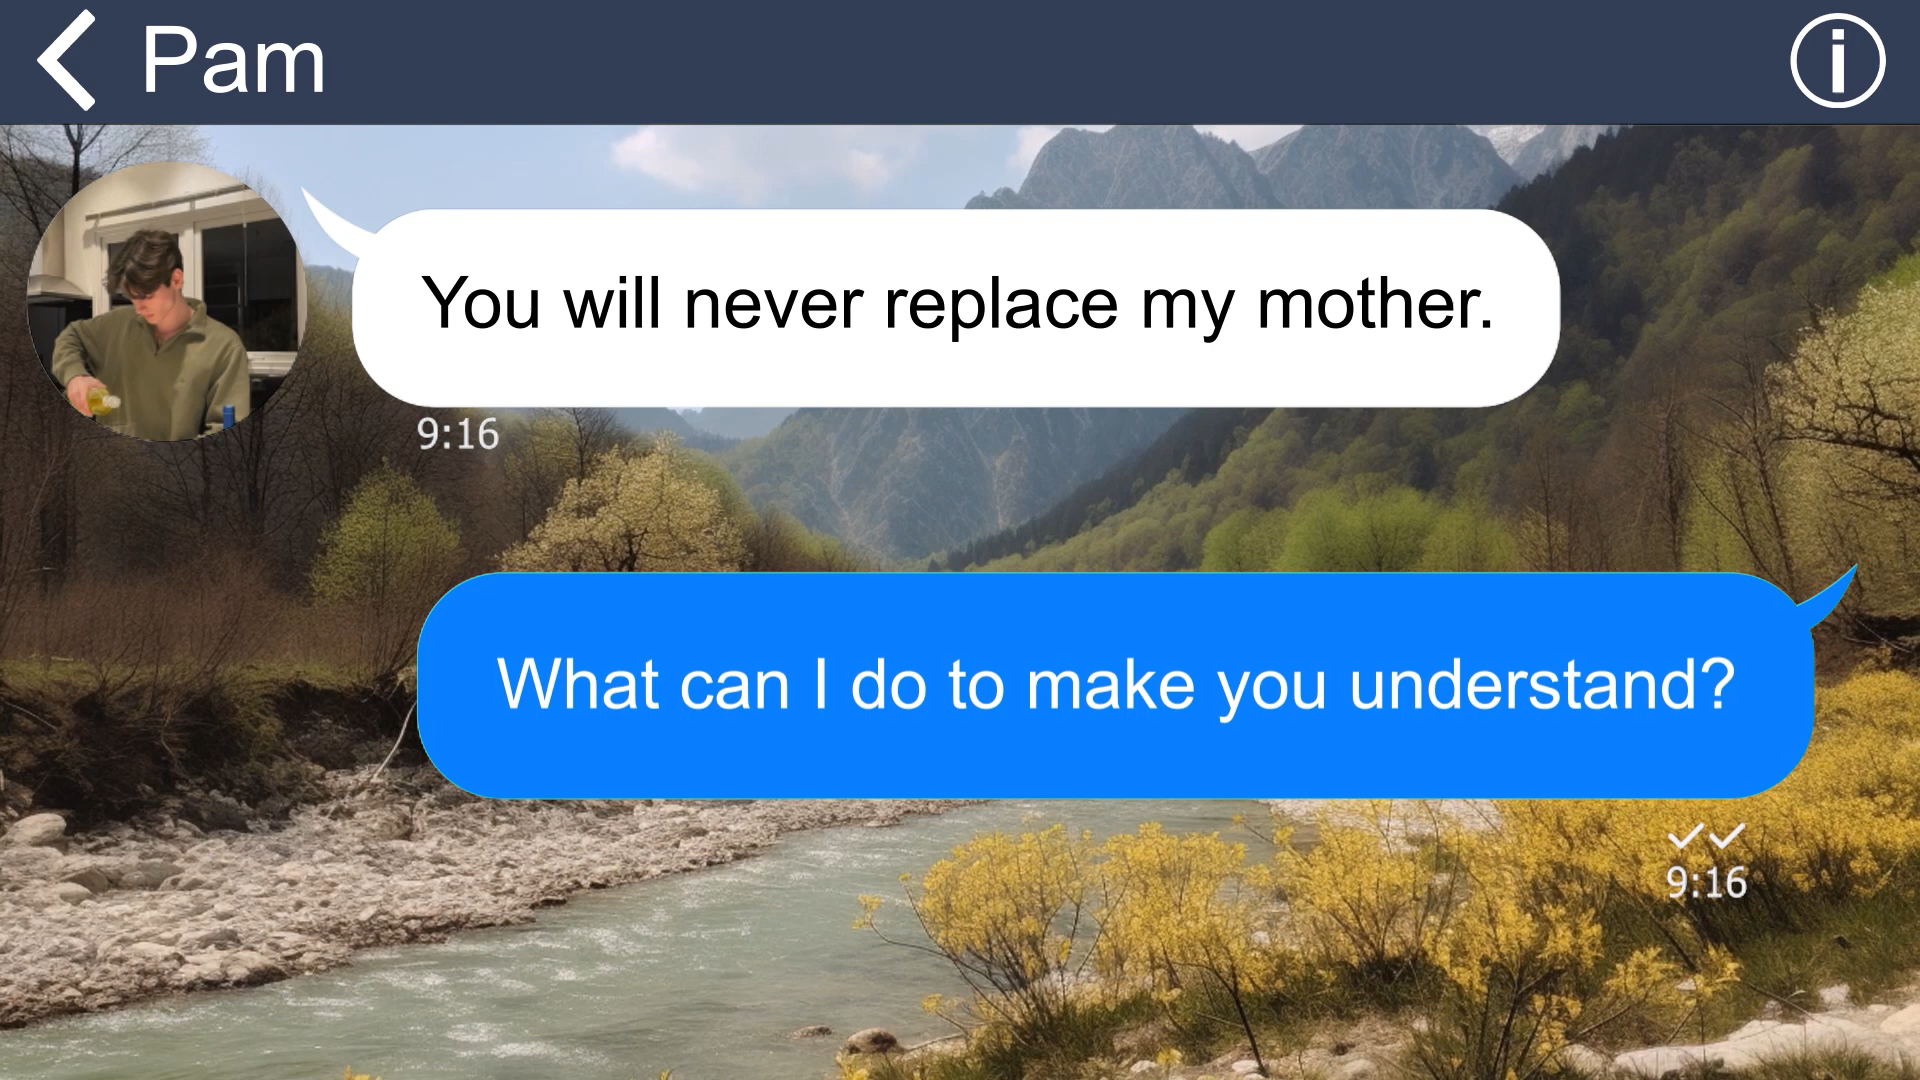 Pam
You will never replace my mother.
9:16
What can I do to make you understand?
9:16